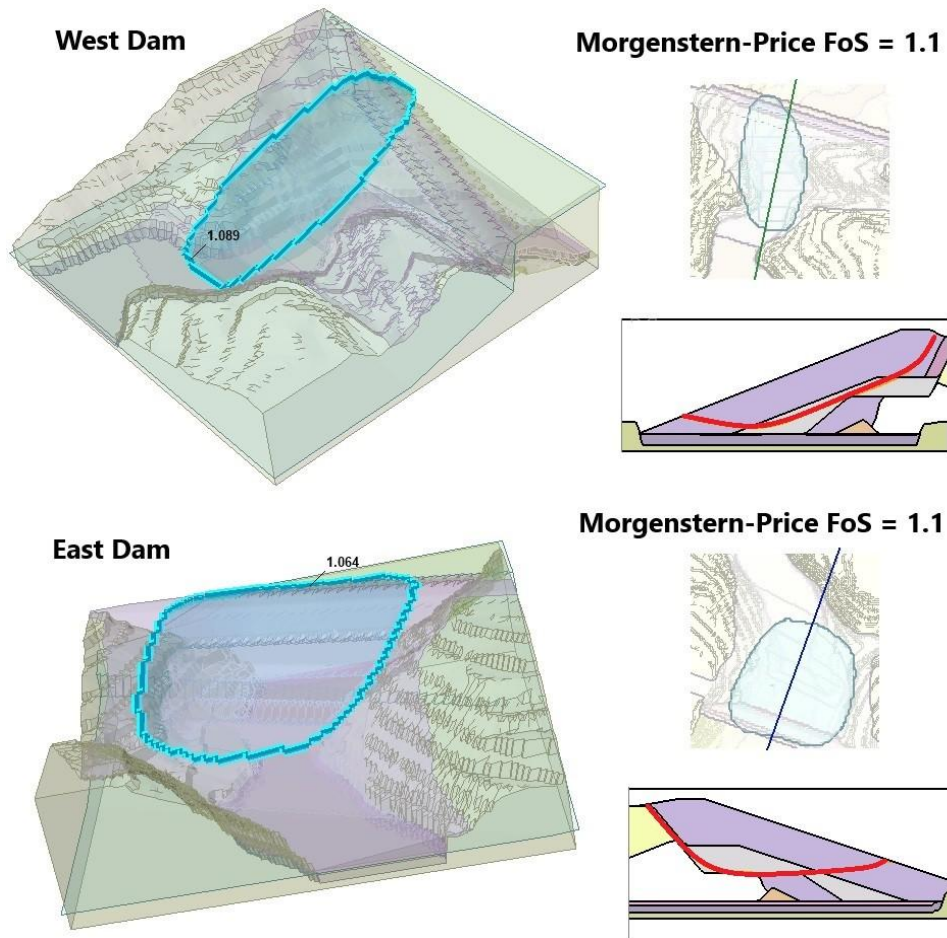 West Dam
Morgenstern-Price FoS = 1.1
1.089
East Dam
Morgenstern-Price FoS = 1.1
1.064